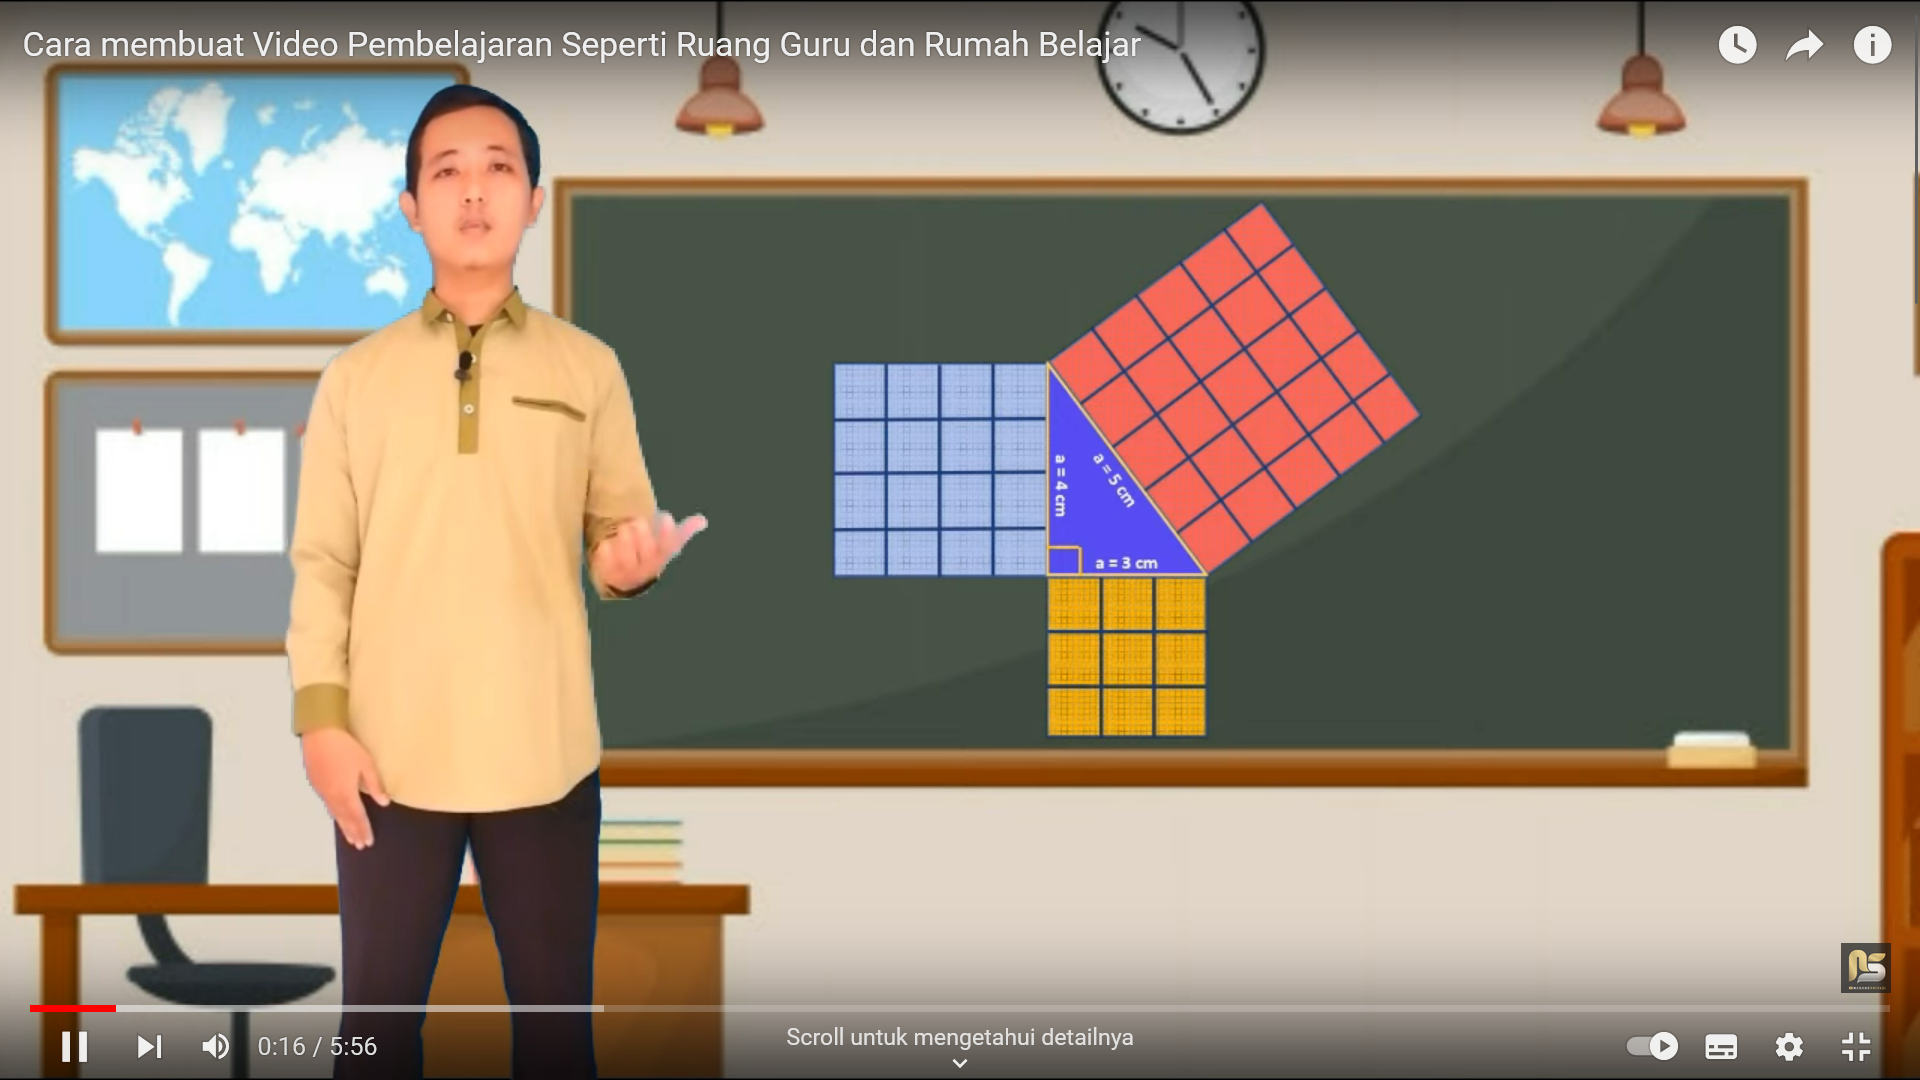 Cara membuat Video Pembelajaran Seperti Ruang Guru dan Rumah Belajar
a = 4 cm
a = 5 cm
a = 3 cm
0:16 / 5:56
Scroll untuk mengetahui detailnya